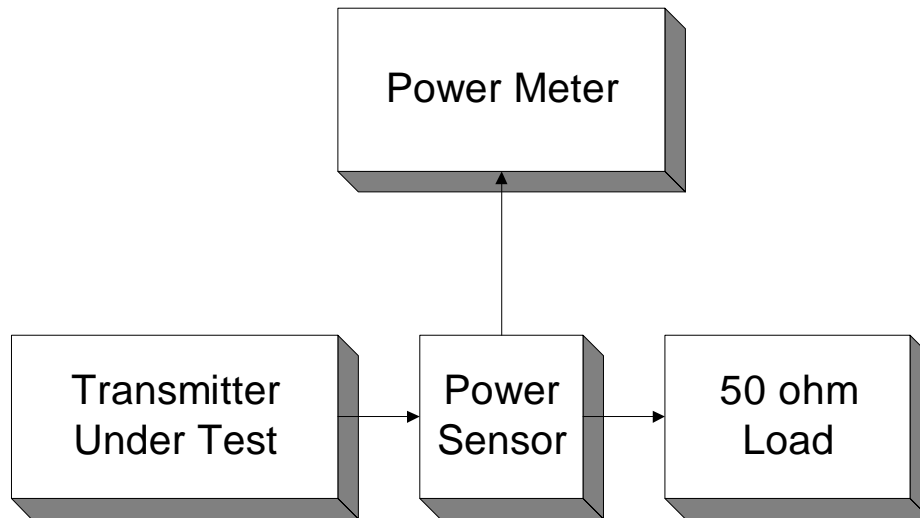 Power Meter
Transmitter
Under Test
Power
Sensor
50 ohm
Load